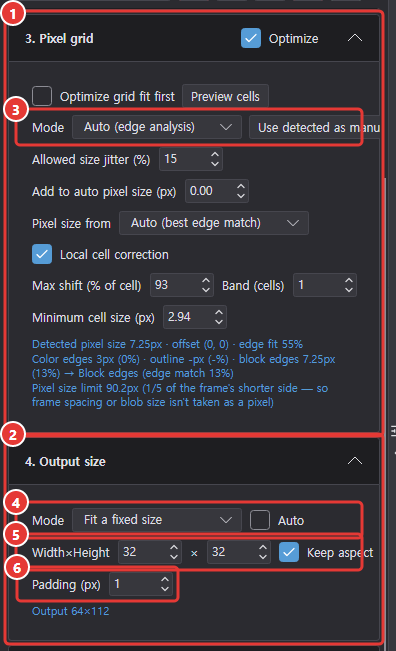 1
3. Pixel grid Optimize
Optimize grid fit first Preview cells
3
Mode Auto (edge analysis) Use detected as manu
Allowed size jitter (%) 15
Add to auto pixel size (px) 0.00
Pixel size from Auto (best edge match)
Local cell correction
Max shift (% of cell) 93 Band (cells) 1
Minimum cell size (px) 2.94
Detected pixel size 7.25px · offset (0, 0) · edge fit 55%
Color edges 3px (0%) · outline -px (-%) · block edges 7.25px
(13%) → Block edges (edge match 13%)
Pixel size limit 90.2px (1/5 of the frame's shorter side — so
frame spacing or blob size isn't taken as a pixel)
2
4. Output size
4
Mode Fit a fixed size Auto
5
Width×Height 32 × 32 Keep aspect
6
Padding (px) 1
Output 64×112